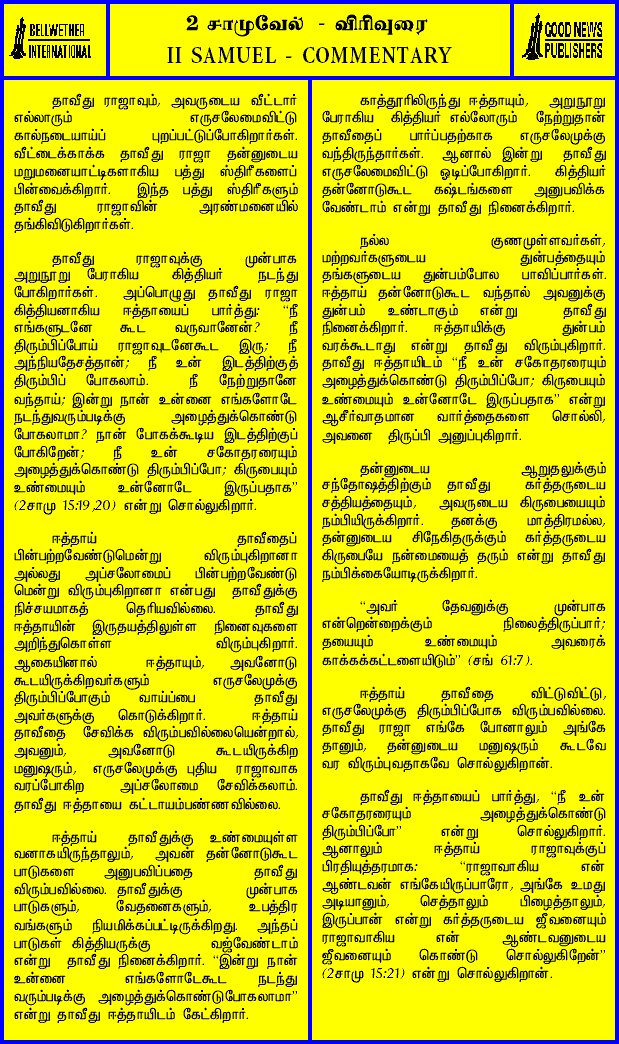 BELLWETHER
INTERNATIONAL
2 சாமுவேல் - விரிவுரை
II SAMUEL - COMMENTARY
GOOD NEWS
PUBLISHERS
தாவீது ராஜாவும், அவருடைய வீட்டார்
எல்லாரும் எருசலேமைவிட்டு
கால்நடையாய்ப் புறப்பட்டுப்போகிறார்கள்.
வீட்டைக்காக்க தாவீது ராஜா தன்னுடைய
மறுமனையாட்டிகளாகிய பத்து ஸ்திரீகளைப்
பின்வைக்கிறார். இந்த பத்து ஸ்திரீகளும்
தாவீது ராஜாவின் அரண்மனையில்
தங்கிவிடுகிறார்கள்.
தாவீது ராஜாவுக்கு முன்பாக
அறுநூறு பேராகிய கித்தியர் நடந்து
போகிறார்கள். அப்பொழுது தாவீது ராஜா
கித்தியனாகிய ஈத்தாயைப் பார்த்து: "நீ
எங்களுடனே கூட வருவானேன்? நீ
திரும்பிப்போய் ராஜாவுடனேகூட இரு; நீ
அந்நியதேசத்தான்; நீ உன் இடத்திற்குத்
திரும்பிப் போகலாம். நீ நேற்றுதானே
வந்தாய்; இன்று நான் உன்னை எங்களோடே
நடந்துவரும்படிக்கு அழைத்துக்கொண்டு
போகலாமா? நான் போகக்கூடிய இடத்திற்குப்
போகிறேன்; நீ உன் சகோதரரையும்
அழைத்துக்கொண்டு திரும்பிப்போ; கிருபையும்
உண்மையும் உன்னோடே இருப்பதாக"
(2சாமு 15:19,20) என்று சொல்லுகிறார்.
ஈத்தாய் தாவீதைப்
பின்பற்றவேண்டுமென்று விரும்புகிறானா
அல்லது அப்சலோமைப் பின்பற்றவேண்டு
மென்று விரும்புகிறானா என்பது தாவீதுக்கு
நிச்சயமாகத் தெரியவில்லை. தாவீது
ஈத்தாயின் இருதயத்திலுள்ள நினைவுகளை
அறிந்துகொள்ள விரும்புகிறார்.
ஆகையினால் ஈத்தாயும், அவனோடு
கூடயிருக்கிறவர்களும் எருசலேமுக்கு
திரும்பிப்போகும் வாய்ப்பை தாவீது
அவர்களுக்கு கொடுக்கிறார். ஈத்தாய்
தாவீதை சேவிக்க விரும்பவில்லையென்றால்,
அவனும், அவனோடு கூடயிருக்கிற
மனுஷரும், எருசலேமுக்கு புதிய ராஜாவாக
வரப்போகிற அப்சலோமை சேவிக்கலாம்.
தாவீது ஈத்தாயை கட்டாயம்பண்ணவில்லை.
ஈத்தாய் தாவீதுக்கு உண்மையுள்ள
வனாகயிருந்தாலும், அவன் தன்னோடுகூட
பாடுகளை அனுபவிப்பதை தாவீது
விரும்பவில்லை. தாவீதுக்கு முன்பாக
பாடுகளும், வேதனைகளும், உபத்திர
வங்களும் நியமிக்கப்பட்டிருக்கிறது. அந்தப்
பாடுகள் கித்தியருக்கு வஜ்வேண்டாம்
என்று தாவீது நினைக்கிறார். "இன்று நான்
உன்னை எங்களோடேகூட நடந்து
வரும்படிக்கு அழைத்துக்கொண்டுபோகலாமா"
என்று தாவீது ஈத்தாயிடம் கேட்கிறார்.
காத்தூரிலிருந்து ஈத்தாயும், அறுநூறு
பேராகிய கித்தியர் எல்லோரும் நேற்றுதான்
தாவீதைப் பார்ப்பதற்காக எருசலேமுக்கு
வந்திருந்தார்கள். ஆனால் இன்று தாவீது
எருசலேமைவிட்டு ஓடிப்போகிறார். கித்தியர்
தன்னோடுகூட கஷ்டங்களை அனுபவிக்க
வேண்டாம் என்று தாவீது நினைக்கிறார்.
நல்ல குணமுள்ளவர்கள்,
மற்றவர்களுடைய துன்பத்தையும்
தங்களுடைய துன்பம்போல பாவிப்பார்கள்.
ஈத்தாய் தன்னோடுகூட வந்தால் அவனுக்கு
துன்பம் உண்டாகும் என்று தாவீது
நினைக்கிறார். ஈத்தாயிக்கு துன்பம்
வரக்கூடாது என்று தாவீது விரும்புகிறார்.
தாவீது ஈத்தாயிடம் "நீ உன் சகோதரரையும்
அழைத்துக்கொண்டு திரும்பிப்போ; கிருபையும்
உண்மையும் உன்னோடே இருப்பதாக" என்று
ஆசீர்வாதமான வார்த்தைகளை சொல்லி,
அவனை திருப்பி அனுப்புகிறார்.
தன்னுடைய ஆறுதலுக்கும்
சந்தோஷத்திற்கும் தாவீது கர்த்தருடைய
சத்தியத்தையும், அவருடைய கிருபையையும்
நம்பியிருக்கிறார். தனக்கு மாத்திரமல்ல,
தன்னுடைய சிநேகிதருக்கும் கர்த்தருடைய
கிருபையே நன்மையைத் தரும் என்று தாவீது
நம்பிக்கையோடிருக்கிறார்.
"அவர் தேவனுக்கு முன்பாக
என்றென்றைக்கும் நிலைத்திருப்பார்;
தயையும் உண்மையும் அவரைக்
காக்கக்கட்டளையிடும்" (சங் 61:7).
ஈத்தாய் தாவீதை விட்டுவிட்டு,
எருசலேமுக்கு திரும்பிப்போக விரும்பவில்லை.
தாவீது ராஜா எங்கே போனாலும் அங்கே
தானும், தன்னுடைய மனுஷரும் கூடவே
வர விரும்புவதாகவே சொல்லுகிறான்.
தாவீது ஈத்தாயைப் பார்த்து, "நீ உன்
சகோதரரையும் அழைத்துக்கொண்டு
திரும்பிப்போ" என்று சொல்லுகிறார்.
ஆனாலும் ஈத்தாய் ராஜாவுக்குப்
பிரதியுத்தரமாக: "ராஜாவாகிய என்
ஆண்டவன் எங்கேயிருப்பாரோ, அங்கே உமது
அடியானும், செத்தாலும் பிழைத்தாலும்,
இருப்பான் என்று கர்த்தருடைய ஜீவனையும்
ராஜாவாகிய என் ஆண்டவனுடைய
ஜீவனையும் கொண்டு சொல்லுகிறேன்"
(2சாமு 15:21) என்று சொல்லுகிறான்.